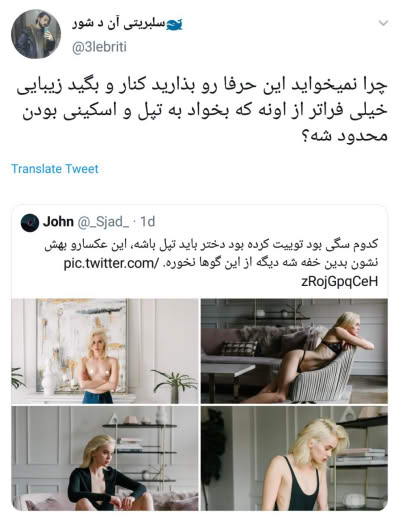 سلبریتی آن د شور🐳
@3lebriti
چرا نمیخواید این حرفا رو بذارید کنار و بگید زیبایی
خیلی فراتر از اونه که بخواد به تپل و اسکینی بودن
محدود شه؟
Translate Tweet
John @_Sjad_ · 1d
کدوم سگی بود توییت کرده بود دختر باید تپل باشه، این عکسارو بهش
نشون بدین خفه شه دیگه از این گوها نخوره. pic.twitter.com/
zRojGpqCeH